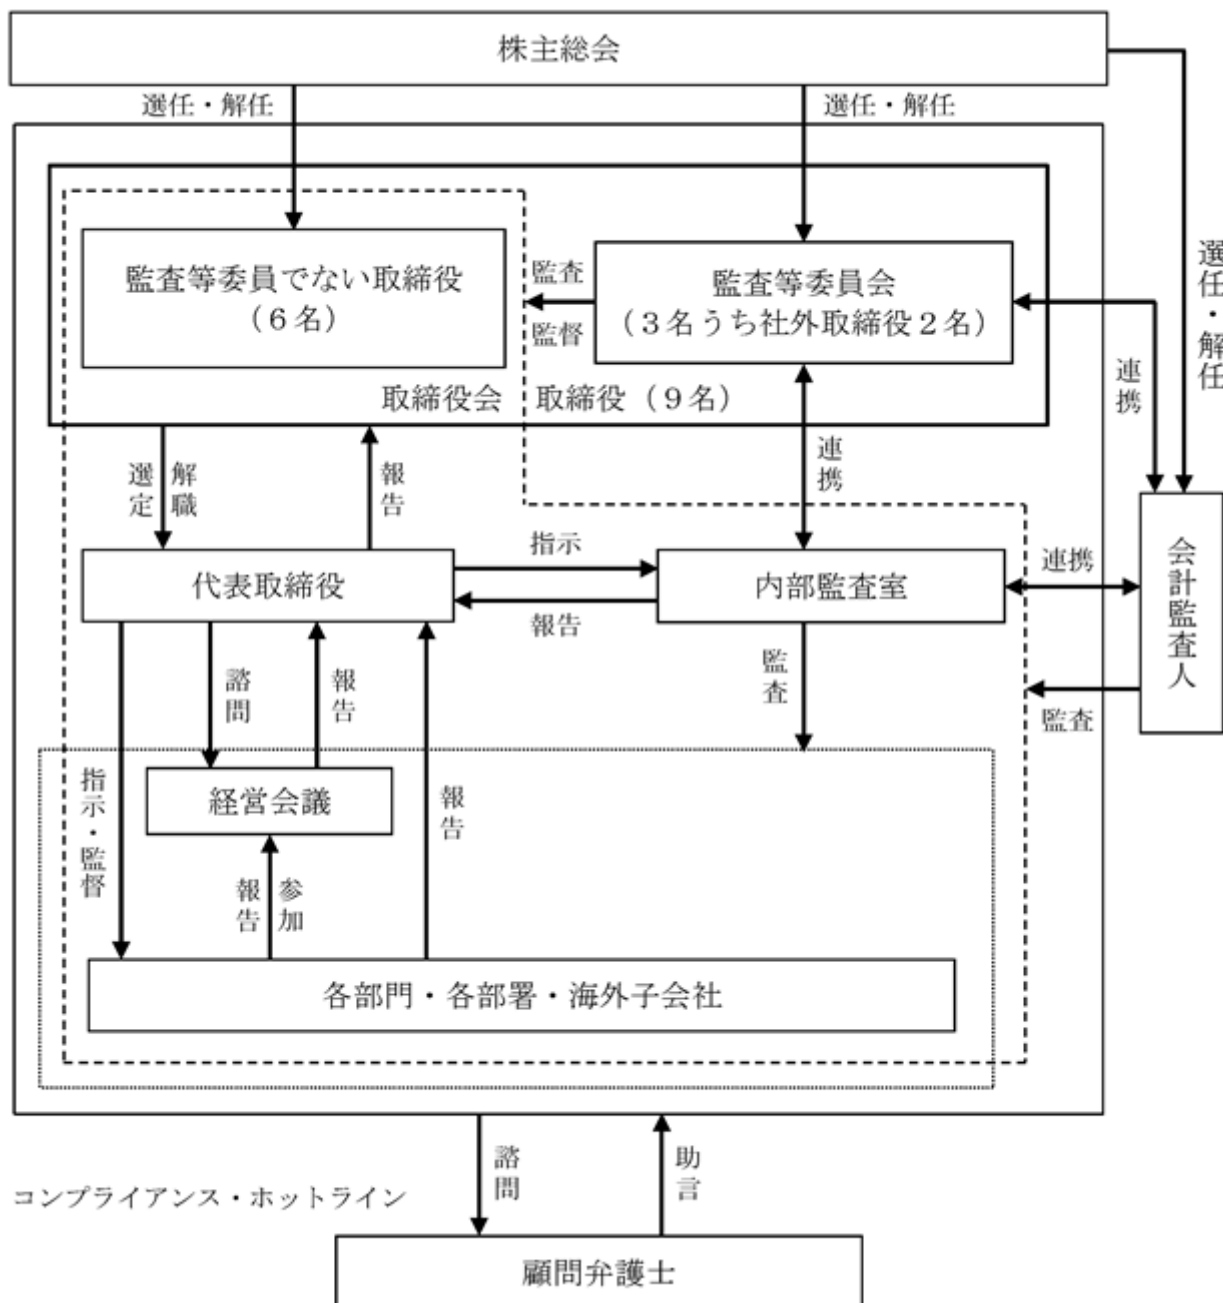 株主総会
選任・解任
選任・解任
選任・解任
監査等委員でない取締役
（６名）
監査
監督
監査等委員会
（３名うち社外取締役２名）
取締役会
取締役（９名）
連携
連携
選定
解職
報告
代表取締役
指示
報告
内部監査室
連携
会計監査人
監査
監査
諮問
報告
指示・監督
経営会議
報告
報告
参加
各部門・各部署・海外子会社
諮問
助言
コンプライアンス・ホットライン
顧問弁護士